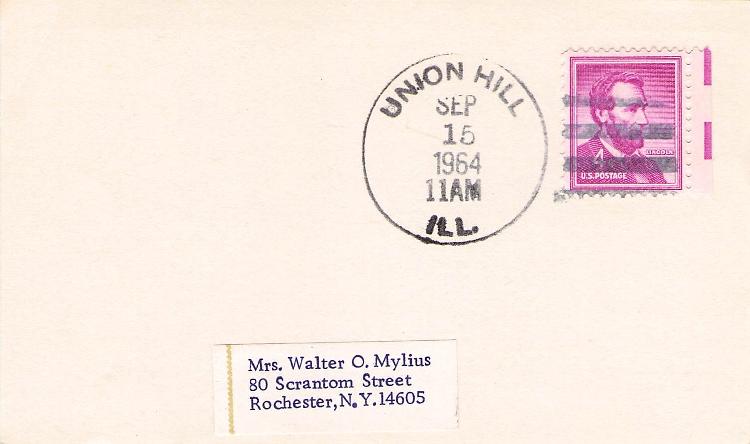 UNION HILL
SEP
15
1964
11AM
ILL.
4¢
LINCOLN
U.S. POSTAGE
Mrs. Walter O. Mylius
80 Scrantom Street
Rochester, N.Y. 14605